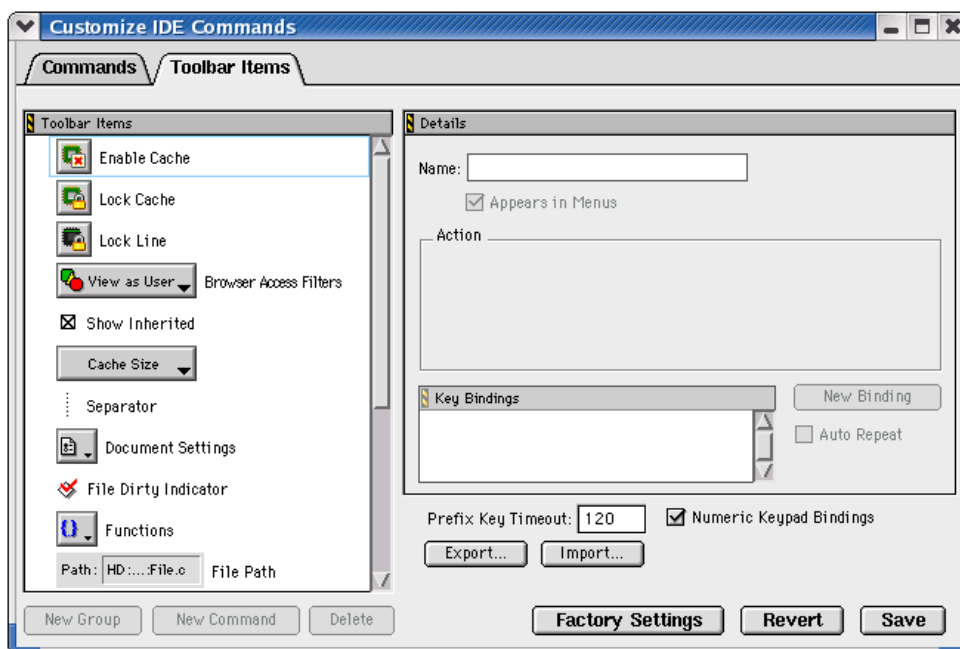 Customize IDE Commands
Commands
Toolbar Items
Toolbar Items
Enable Cache
Lock Cache
Lock Line
View as User
Browser Access Filters
Show Inherited
Cache Size
Separator
Document Settings
File Dirty Indicator
Functions
Path: HD:...:File.c
File Path
Details
Name:
Appears in Menus
Action
Key Bindings
New Binding
Auto Repeat
Prefix Key Timeout: 120
Numeric Keypad Bindings
Export...
Import...
New Group
New Command
Delete
Factory Settings
Revert
Save